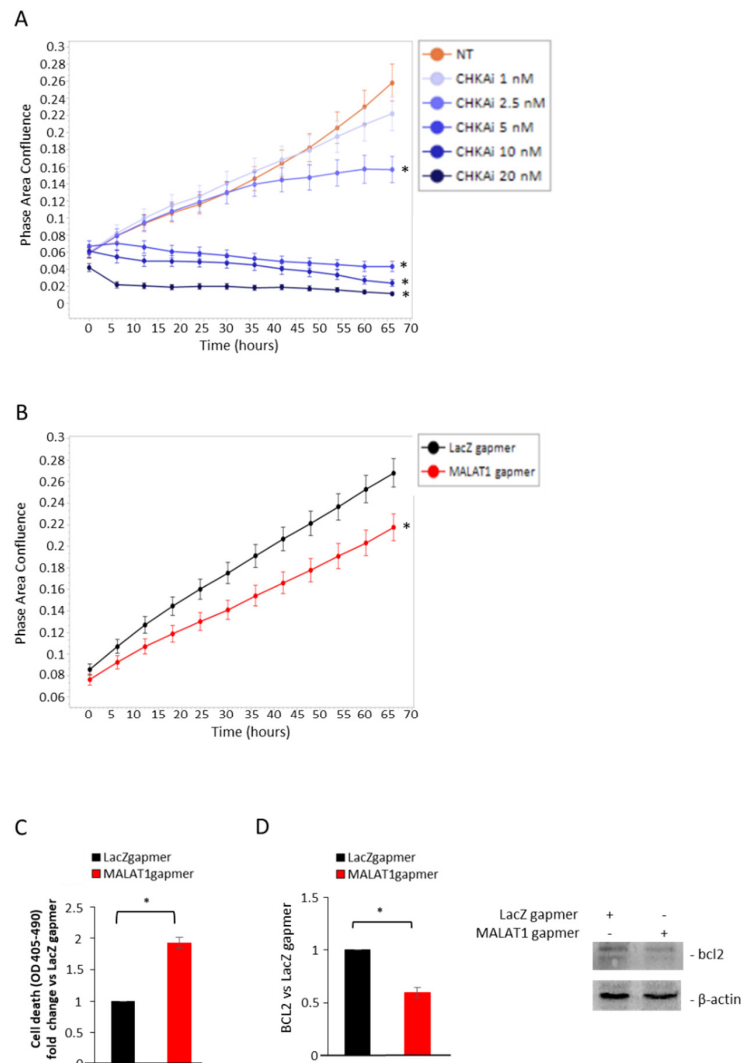 A
0.3
0.28
0.26
0.24
0.22
0.2
0.18
0.16
0.14
0.12
0.1
0.08
0.06
0.04
0.02
0
Phase Area Confluence
0 5 10 15 20 25 30 35 40 45 50 55 60 65 70
Time (hours)
*
*
*
*
NT
CHKAi 1 nM
CHKAi 2.5 nM
CHKAi 5 nM
CHKAi 10 nM
CHKAi 20 nM
B
0.3
0.28
0.26
0.24
0.22
0.2
0.18
0.16
0.14
0.12
0.1
0.08
0.06
Phase Area Confluence
0 5 10 15 20 25 30 35 40 45 50 55 60 65 70
Time (hours)
*
LacZ gapmer
MALAT1 gapmer
C
LacZgapmer
MALAT1gapmer
Cell death (OD 405-490)
fold change vs LacZ gapmer
2.5
2
1.5
1
0.5
0
*
D
LacZgapmer
MALAT1gapmer
BCL2 vs LacZ gapmer
1.5
1
0.5
0
*
LacZ gapmer + -
MALAT1 gapmer - +
- bcl2
- β-actin